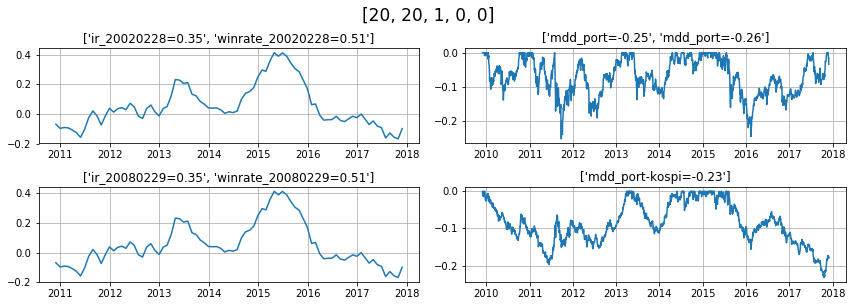 [20, 20, 1, 0, 0]
['ir_20020228=0.35', 'winrate_20020228=0.51']
0.4
0.2
0.0
−0.2
2011 2012 2013 2014 2015 2016 2017 2018
['mdd_port=-0.25', 'mdd_port=-0.26']
0.0
−0.1
−0.2
2010 2011 2012 2013 2014 2015 2016 2017 2018
['ir_20080229=0.35', 'winrate_20080229=0.51']
0.4
0.2
0.0
−0.2
2011 2012 2013 2014 2015 2016 2017 2018
['mdd_port-kospi=-0.23']
0.0
−0.1
−0.2
2010 2011 2012 2013 2014 2015 2016 2017 2018